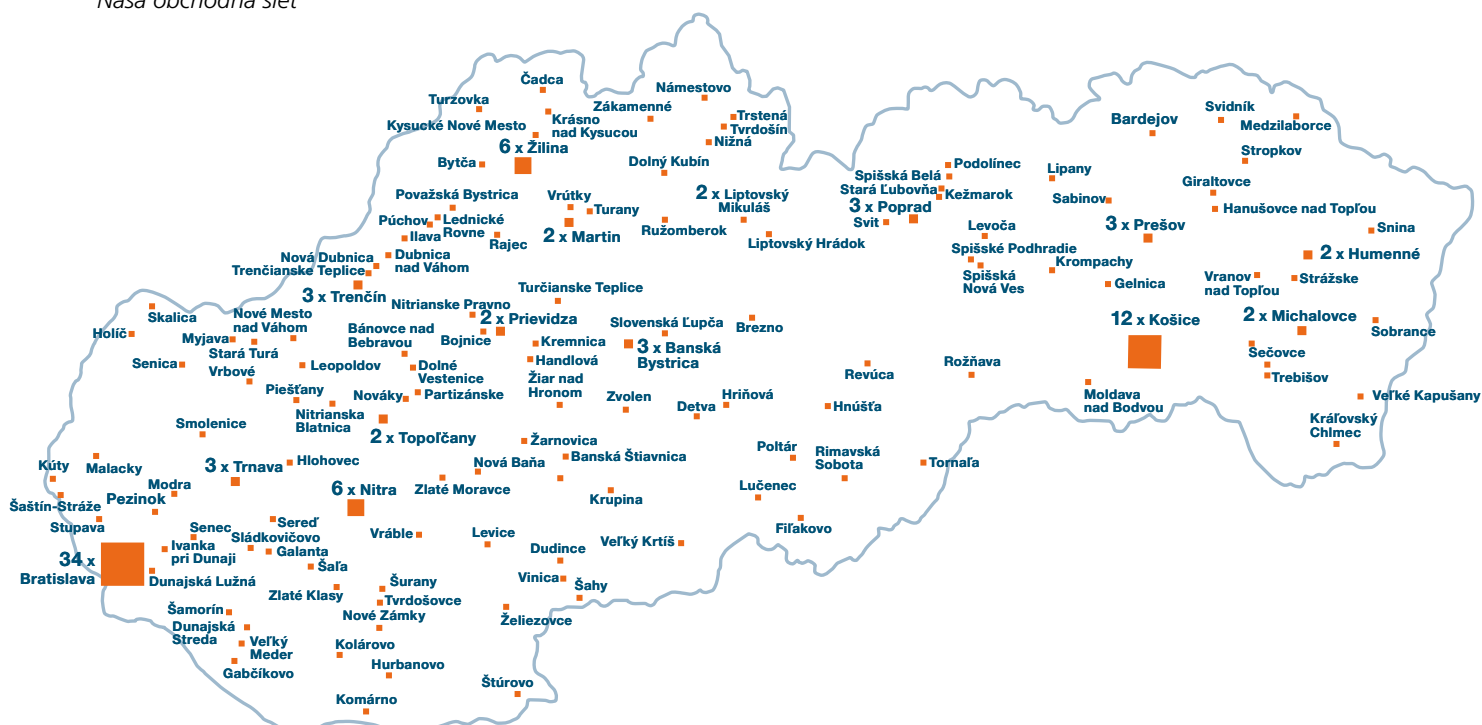 Naša obchodná sieť
Čadca
Turzovka
Námestovo
Zákamenné
Krásno
nad Kysucou
Kysucké Nové Mesto
Trstená
Tvrdošín
Nižná
6 x Žilina
Bytča
Dolný Kubín
Svidník
Bardejov
Medzilaborce
Stropkov
Podolínec
Spišská Belá
Stará Ľubovňa
Kežmarok
3 x Poprad
Svit
Lipany
Sabinov
Giraltovce
Hanušovce nad Topľou
Považská Bystrica
Vrútky
Turany
2 x Liptovský
Mikuláš
Púchov
Lednické
Rovne
Ilava
Rajec
2 x Martin
Ružomberok
Liptovský Hrádok
Levoča
3 x Prešov
Snina
Nová Dubnica
Dubnica
nad Váhom
Trenčianske Teplice
3 x Trenčín
Spišské Podhradie
Spišská
Nová Ves
Krompachy
Gelnica
2 x Humenné
Vranov
nad Topľou
Strážske
Turčianske Teplice
Nitrianske Pravno
2 x Prievidza
Bojnice
Skalica
Holíč
Nové Mesto
nad Váhom
Myjava
Stará Turá
Bánovce nad
Bebravou
Kremnica
Handlová
Slovenská Ľupča
3 x Banská
Bystrica
Brezno
12 x Košice
2 x Michalovce
Sobrance
Senica
Vrbové
Leopoldov
Dolné
Vestenice
Žiar nad
Hronom
Revúca
Rožňava
Sečovce
Trebišov
Piešťany
Nováky
Partizánske
Zvolen
Detva
Hriňová
Hnúšťa
Moldava
nad Bodvou
Veľké Kapušany
Nitrianska
Blatnica
Smolenice
2 x Topoľčany
Kráľovský
Chlmec
Žarnovica
Kúty
Malacky
3 x Trnava
Hlohovec
Nová Baňa
Banská Štiavnica
Poltár
Rimavská
Sobota
Tornaľa
Modra
Pezinok
6 x Nitra
Zlaté Moravce
Krupina
Lučenec
Šaštín-Stráže
Stupava
Senec
Sereď
Sládkovičovo
Galanta
Vráble
Levice
Fiľakovo
Veľký Krtíš
34 x
Bratislava
Ivanka
pri Dunaji
Dunajská Lužná
Šaľa
Dudince
Vinica
Šahy
Zlaté Klasy
Šurany
Tvrdošovce
Nové Zámky
Želiezovce
Šamorín
Dunajská
Streda
Veľký
Meder
Gabčíkovo
Kolárovo
Hurbanovo
Štúrovo
Komárno